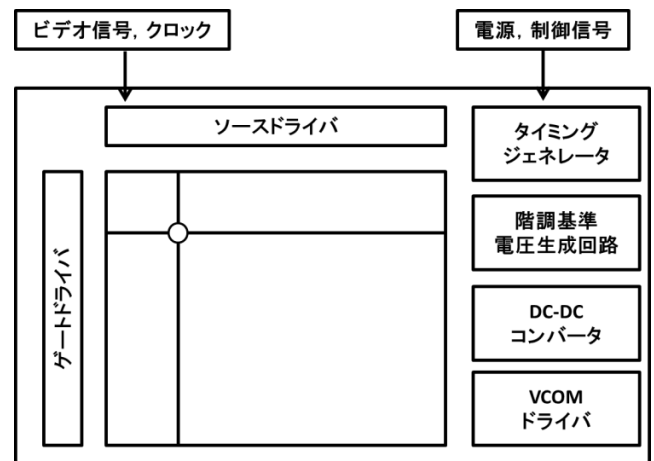 ビデオ信号, クロック
電源, 制御信号
ソースドライバ
タイミング
ジェネレータ
ゲートドライバ
階調基準
電圧生成回路
DC-DC
コンバータ
VCOM
ドライバ